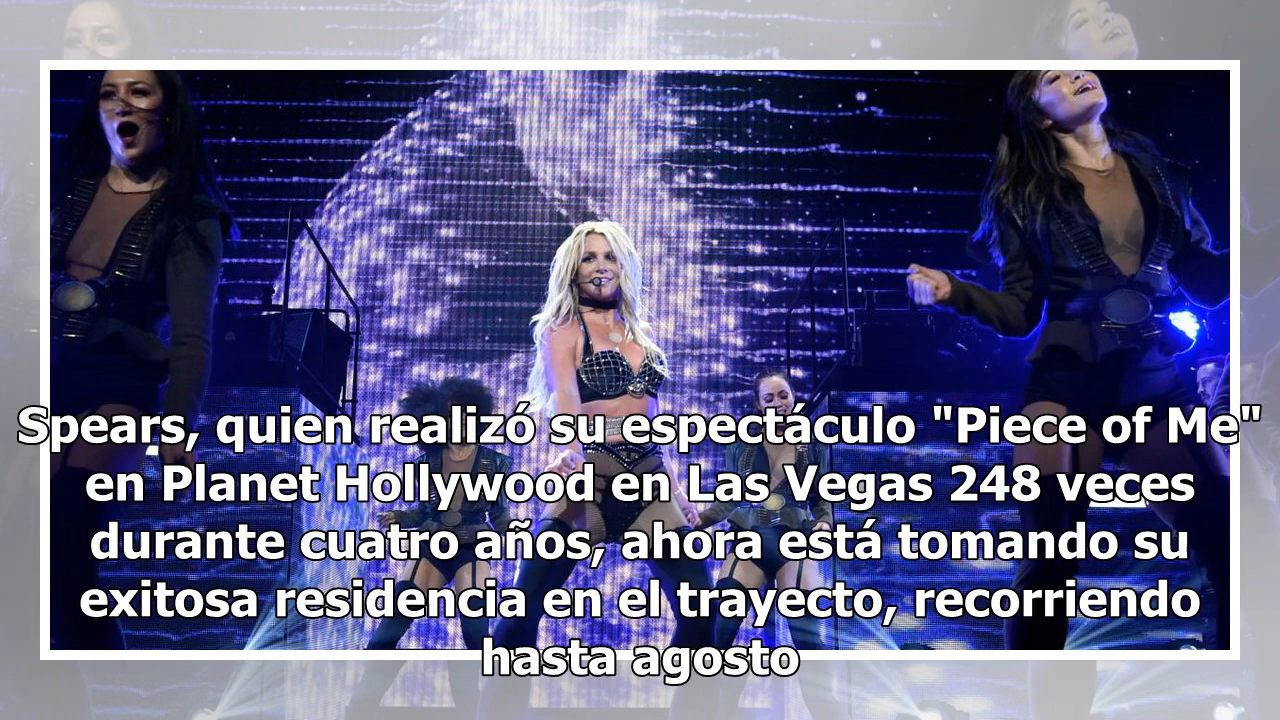 Spears, quien realizó su espectáculo "Piece of Me"
en Planet Hollywood en Las Vegas 248 veces
durante cuatro años, ahora está tomando su
exitosa residencia en el trayecto, recorriendo
hasta agosto